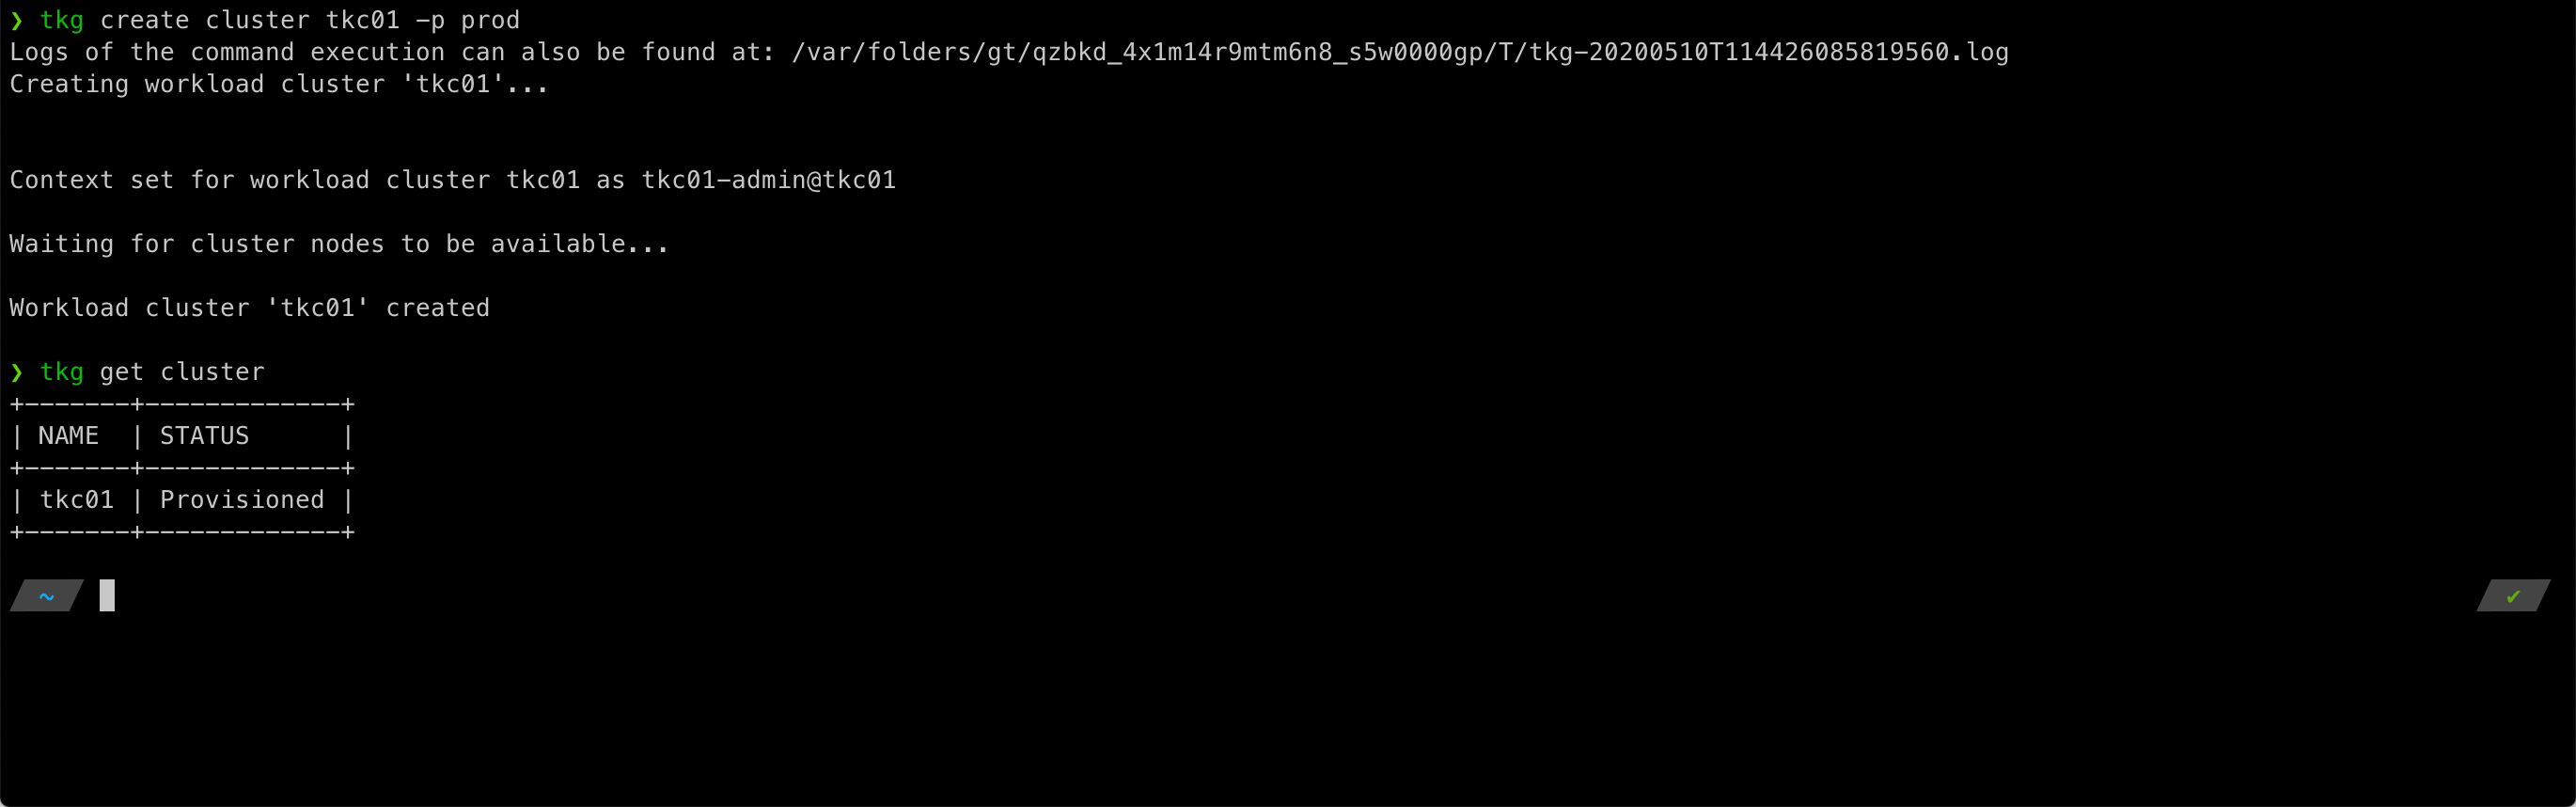 ❯ tkg create cluster tkc01 -p prod
Logs of the command execution can also be found at: /var/folders/gt/qzbkd_4x1m14r9mtm6n8_s5w0000gp/T/tkg-20200510T114426085819560.log
Creating workload cluster 'tkc01'...
Context set for workload cluster tkc01 as tkc01-admin@tkc01
Waiting for cluster nodes to be available...
Workload cluster 'tkc01' created
❯ tkg get cluster
+-------+-------------+
| NAME  | STATUS      |
+-------+-------------+
| tkc01 | Provisioned |
+-------+-------------+
~ ✔